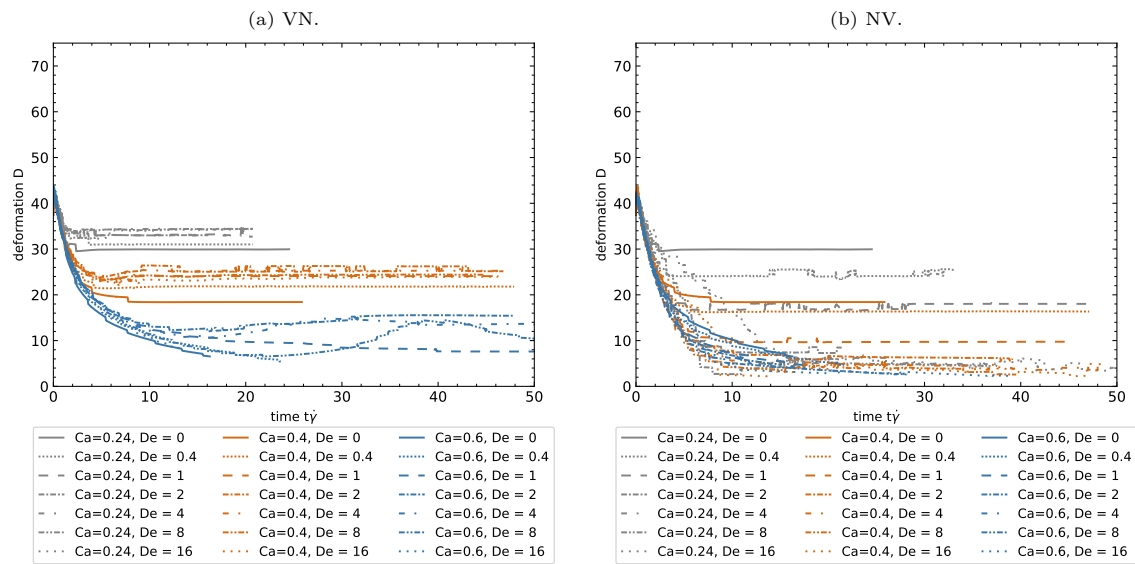 (a) VN.
70
60
50
40
30
20
10
0
deformation D
0 10 20 30 40 50
time tγ̇
Ca=0.24, De = 0 Ca=0.4, De = 0 Ca=0.6, De = 0
Ca=0.24, De = 0.4 Ca=0.4, De = 0.4 Ca=0.6, De = 0.4
Ca=0.24, De = 1 Ca=0.4, De = 1 Ca=0.6, De = 1
Ca=0.24, De = 2 Ca=0.4, De = 2 Ca=0.6, De = 2
Ca=0.24, De = 4 Ca=0.4, De = 4 Ca=0.6, De = 4
Ca=0.24, De = 8 Ca=0.4, De = 8 Ca=0.6, De = 8
Ca=0.24, De = 16 Ca=0.4, De = 16 Ca=0.6, De = 16
(b) NV.
70
60
50
40
30
20
10
0
deformation D
0 10 20 30 40 50
time tγ̇
Ca=0.24, De = 0 Ca=0.4, De = 0 Ca=0.6, De = 0
Ca=0.24, De = 0.4 Ca=0.4, De = 0.4 Ca=0.6, De = 0.4
Ca=0.24, De = 1 Ca=0.4, De = 1 Ca=0.6, De = 1
Ca=0.24, De = 2 Ca=0.4, De = 2 Ca=0.6, De = 2
Ca=0.24, De = 4 Ca=0.4, De = 4 Ca=0.6, De = 4
Ca=0.24, De = 8 Ca=0.4, De = 8 Ca=0.6, De = 8
Ca=0.24, De = 16 Ca=0.4, De = 16 Ca=0.6, De = 16